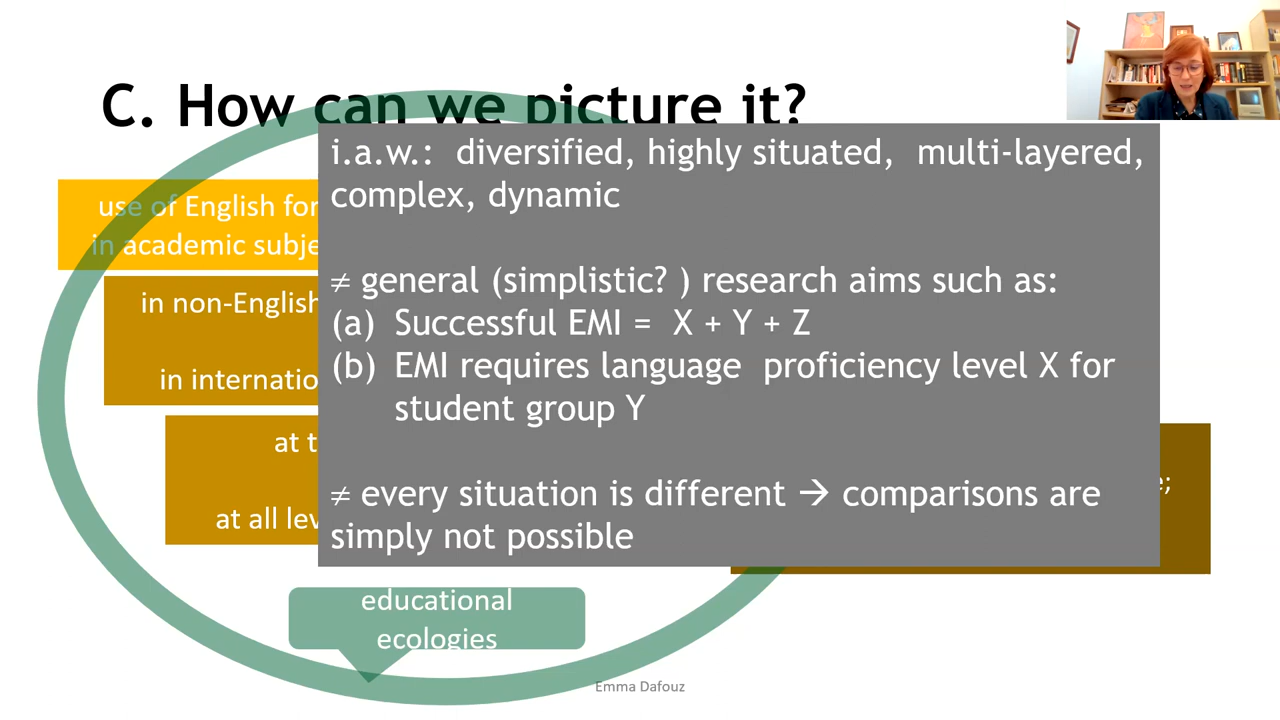 C. How can we picture it?
i.a.w.: diversified, highly situated, multi-layered,
complex, dynamic
≠ general (simplistic? ) research aims such as:
(a) Successful EMI = X + Y + Z
(b) EMI requires language proficiency level X for
student group Y
≠ every situation is different → comparisons are
simply not possible
use of English for
in academic subje
in non-English
in internatio
at t
at all lev
educational
ecologies
Emma Dafouz